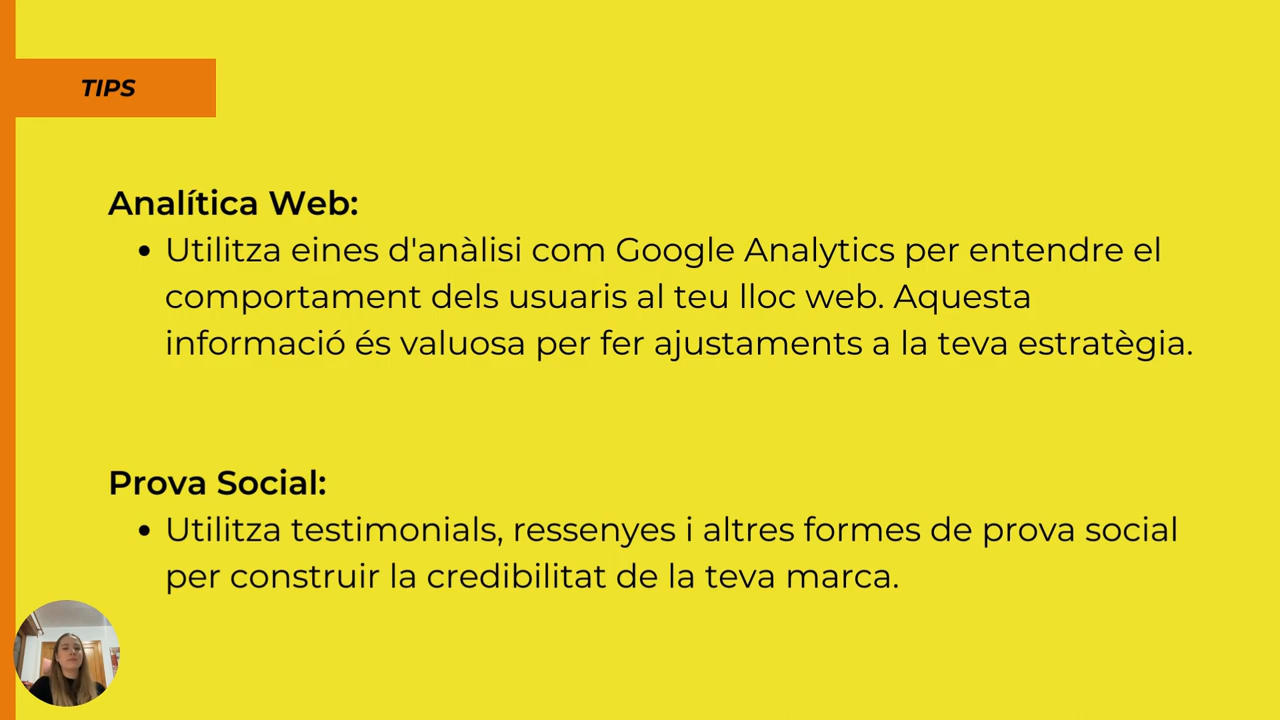 TIPS
Analítica Web:
• Utilitza eines d'anàlisi com Google Analytics per entendre el
comportament dels usuaris al teu lloc web. Aquesta
informació és valuosa per fer ajustaments a la teva estratègia.
Prova Social:
• Utilitza testimonials, ressenyes i altres formes de prova social
per construir la credibilitat de la teva marca.